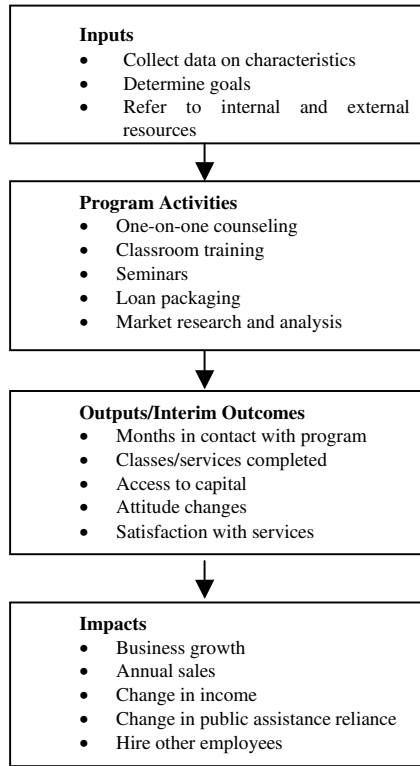 Inputs
• Collect data on characteristics
• Determine goals
• Refer to internal and external
resources
Program Activities
• One-on-one counseling
• Classroom training
• Seminars
• Loan packaging
• Market research and analysis
Outputs/Interim Outcomes
• Months in contact with program
• Classes/services completed
• Access to capital
• Attitude changes
• Satisfaction with services
Impacts
• Business growth
• Annual sales
• Change in income
• Change in public assistance reliance
• Hire other employees